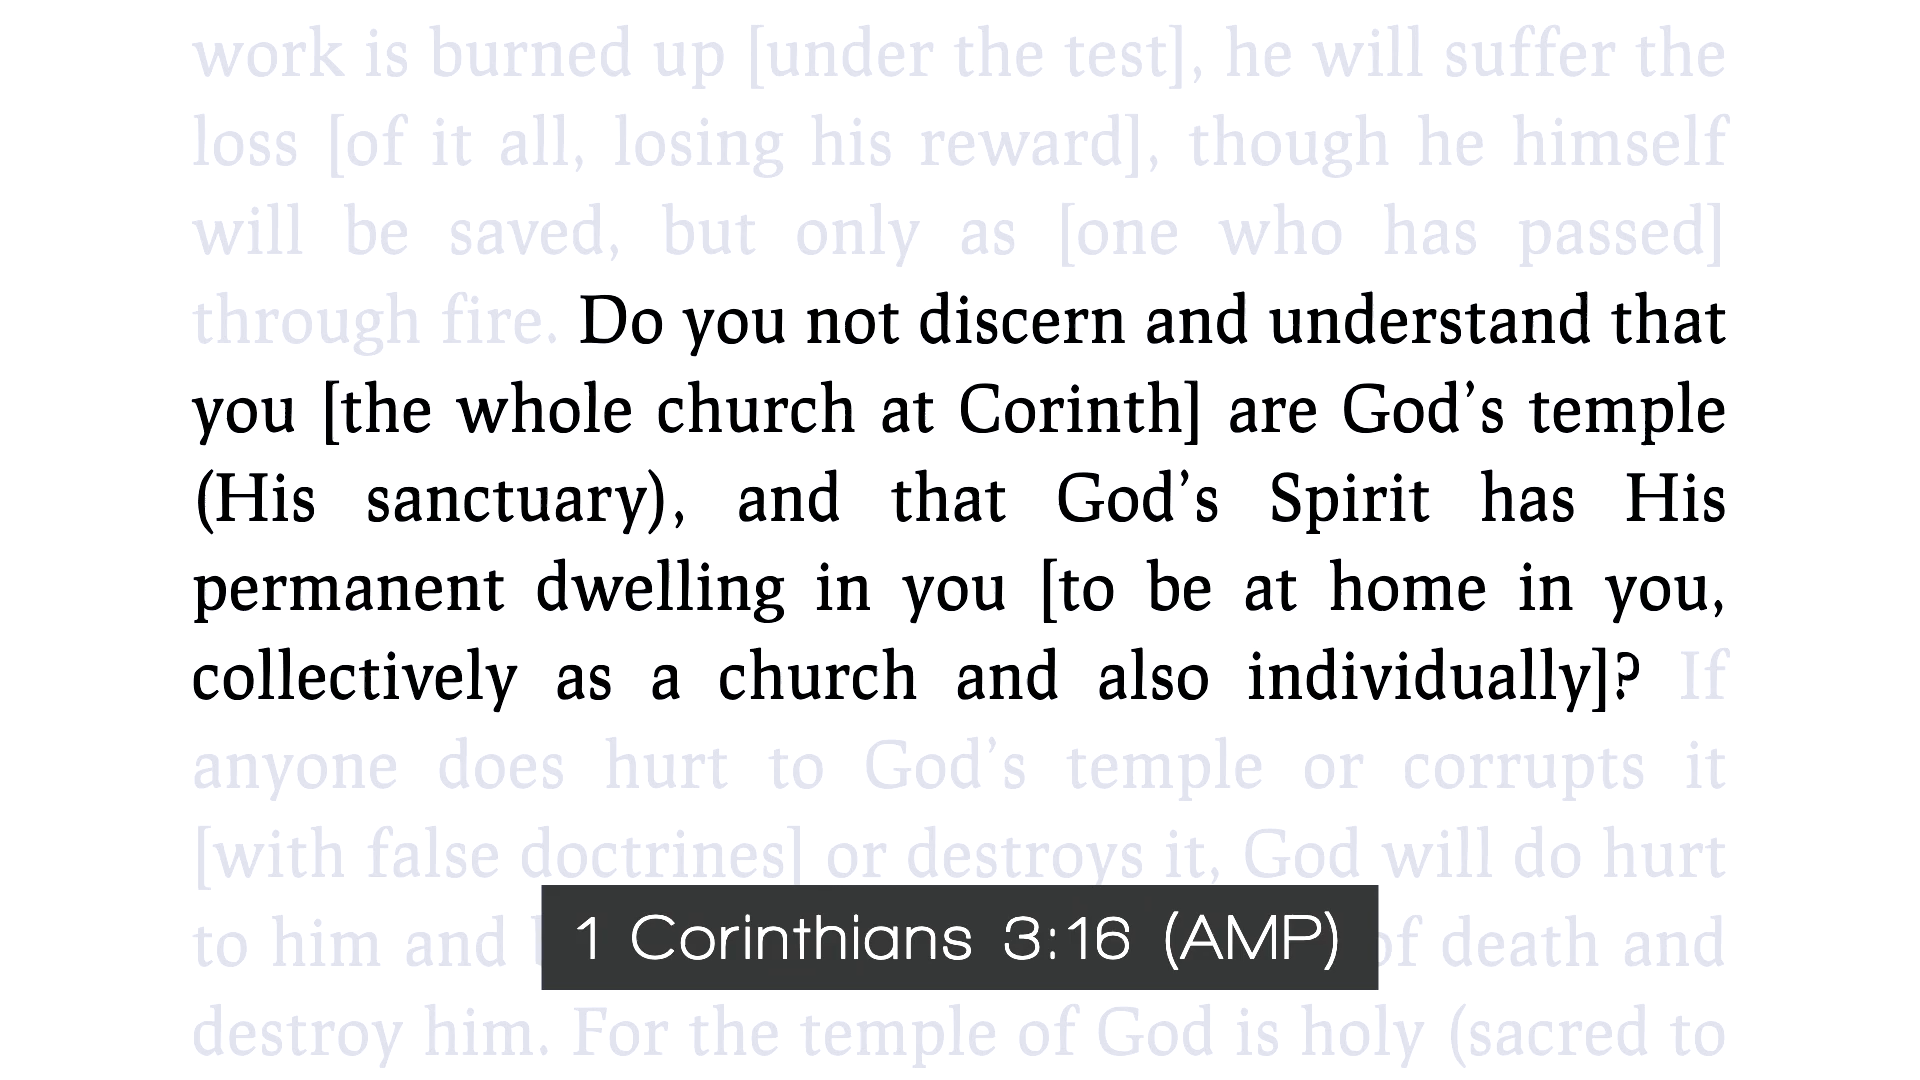 work is burned up [under the test], he will suffer the
loss [of it all, losing his reward], though he himself
will be saved, but only as [one who has passed]
through fire. Do you not discern and understand that
you [the whole church at Corinth] are God’s temple
(His sanctuary), and that God’s Spirit has His
permanent dwelling in you [to be at home in you,
collectively as a church and also individually]? If
anyone does hurt to God’s temple or corrupts it
[with false doctrines] or destroys it, God will do hurt
to him and of death and
1 Corinthians 3:16 (AMP)
destroy him. For the temple of God is holy (sacred to